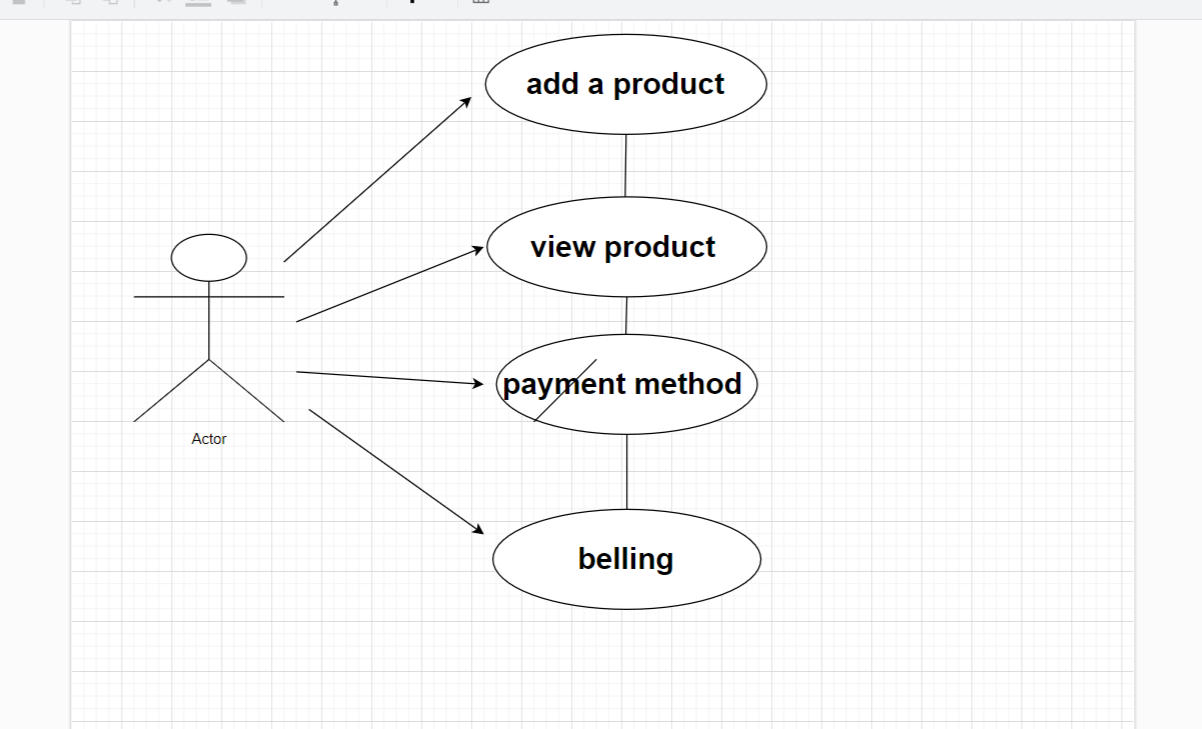 add a product
view product
payment method
Actor
belling